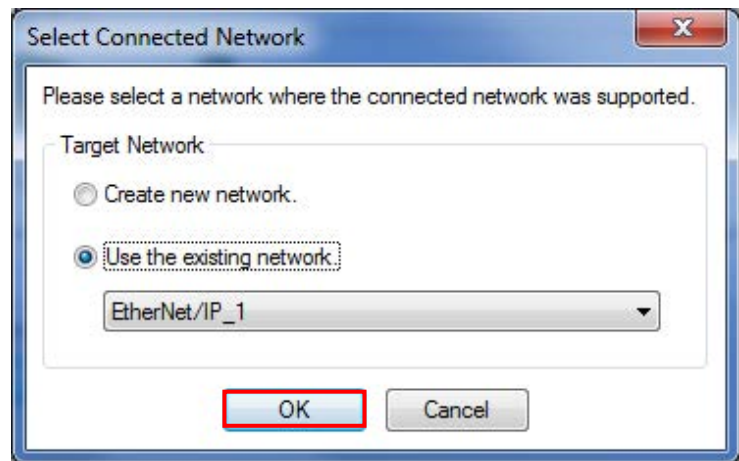 Select Connected Network
Please select a network where the connected network was supported.
Target Network
Create new network.
Use the existing network.
EtherNet/IP_1
OK Cancel